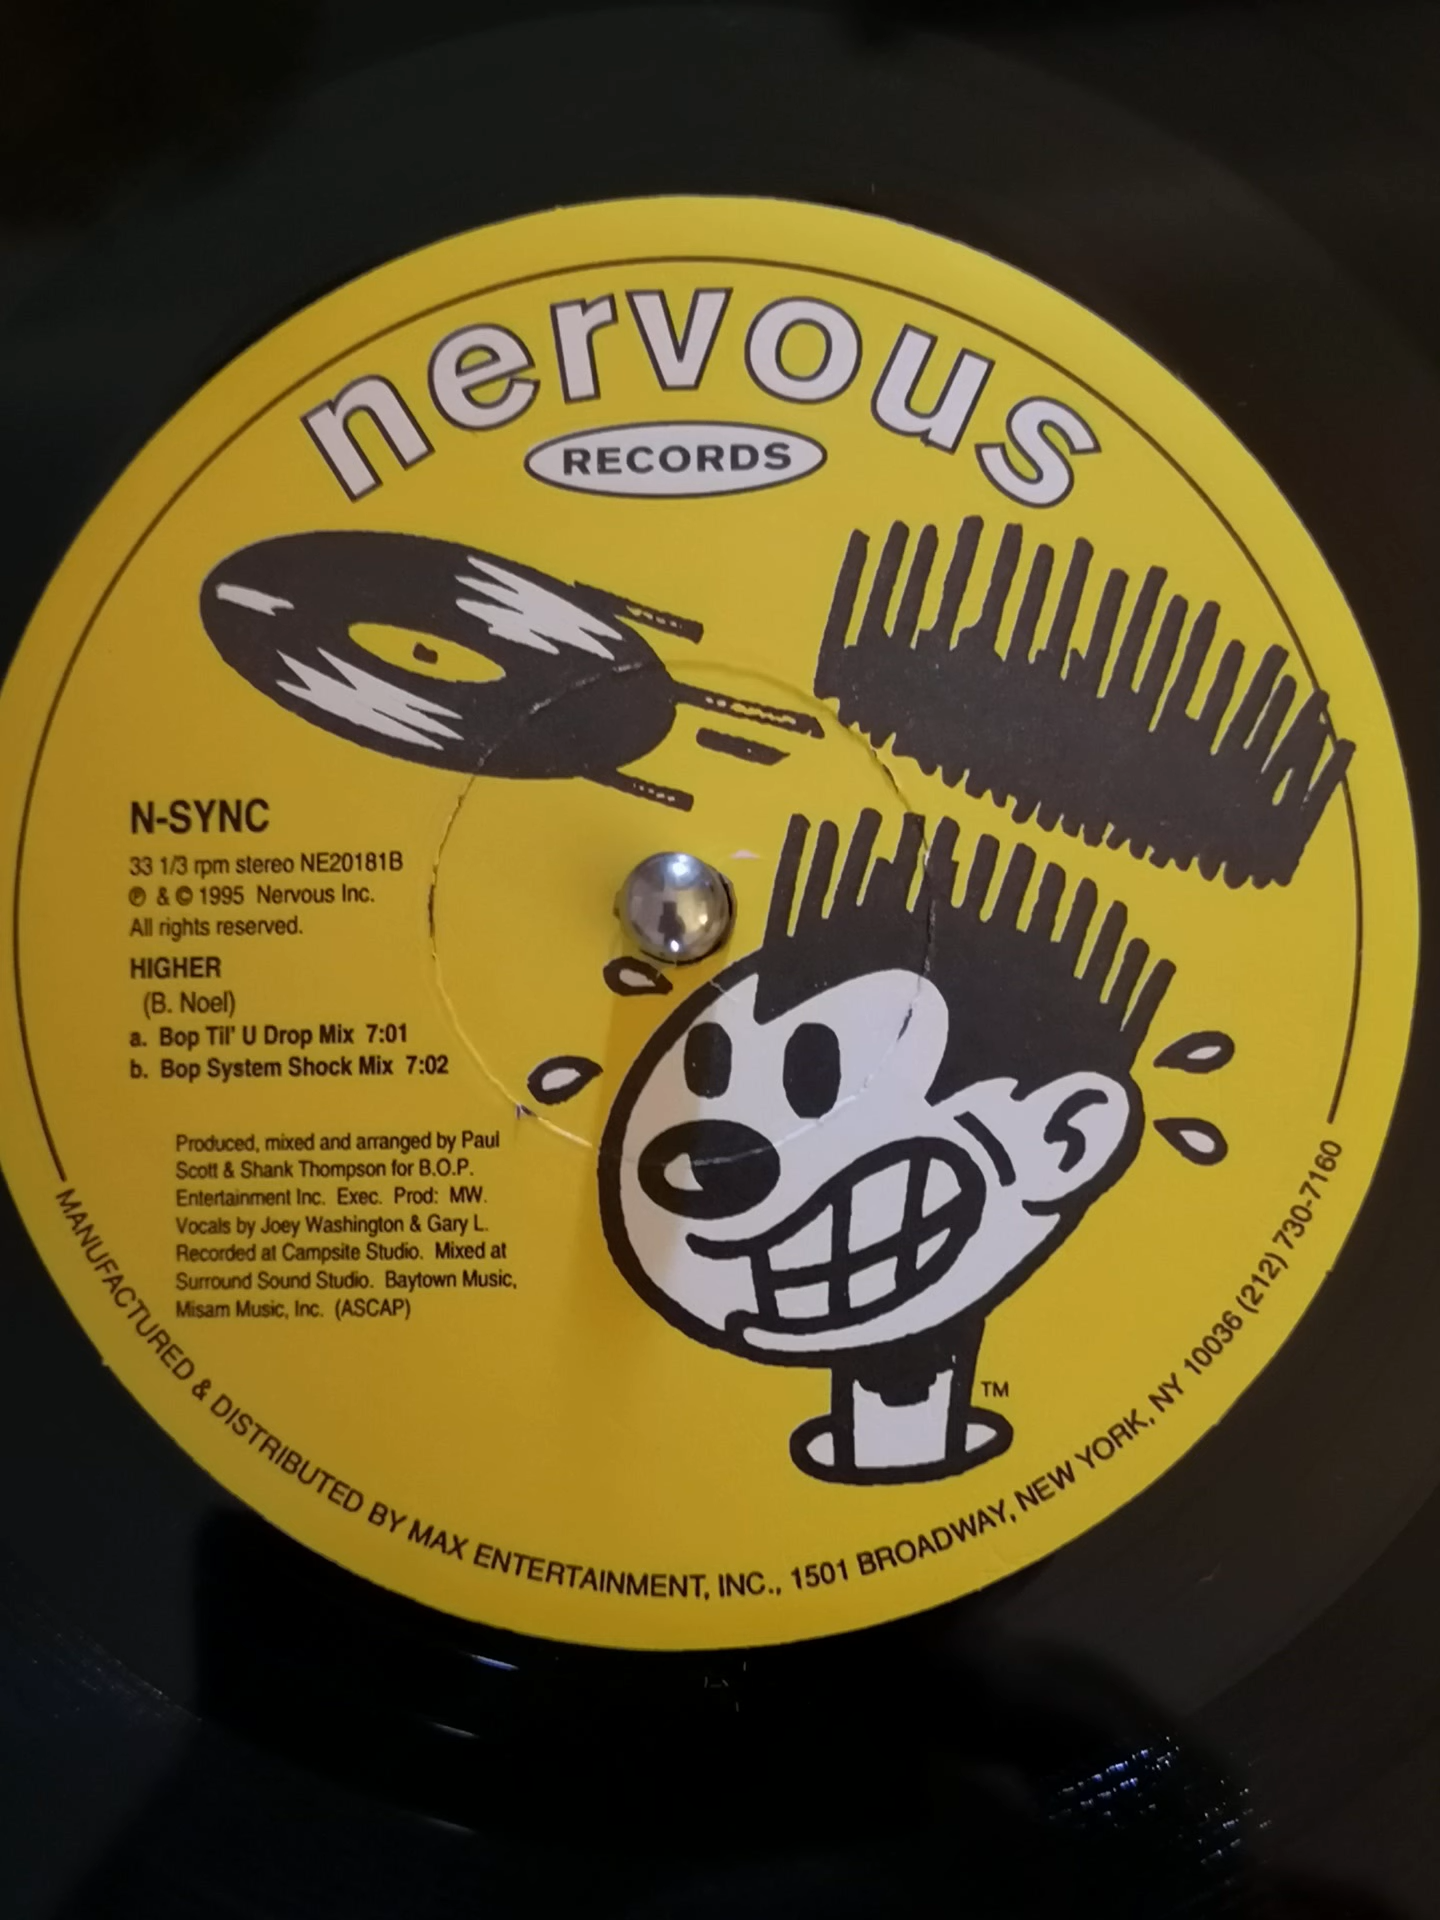 nervous
RECORDS
N-SYNC
33 1/3 rpm stereo NE20181B
℗ & © 1995 Nervous Inc.
All rights reserved.
HIGHER
(B. Noel)
a. Bop Til' U Drop Mix 7:01
b. Bop System Shock Mix 7:02
Produced, mixed and arranged by Paul
Scott & Shank Thompson for B.O.P.
Entertainment Inc. Exec. Prod: MW.
Vocals by Joey Washington & Gary L.
Recorded at Campsite Studio. Mixed at
Surround Sound Studio. Baytown Music,
Misam Music, Inc. (ASCAP)
TM
MANUFACTURED & DISTRIBUTED BY MAX ENTERTAINMENT, INC., 1501 BROADWAY, NEW YORK, NY 10036 (212) 730-7160